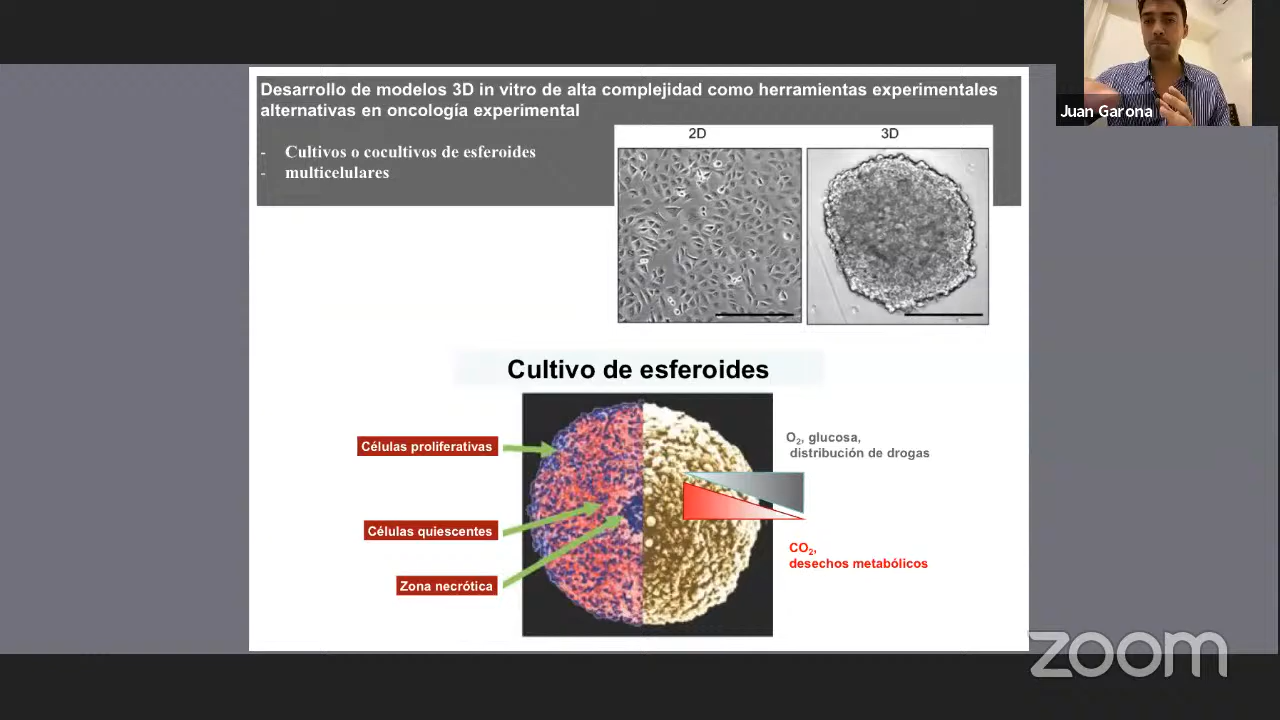 Desarrollo de modelos 3D in vitro de alta complejidad como herramientas experimentales
alternativas en oncología experimental
- Cultivos o cocultivos de esferoides
- multicelulares
2D
3D
Juan Garona
Cultivo de esferoides
Células proliferativas
Células quiescentes
Zona necrótica
O2, glucosa,
distribución de drogas
CO2,
desechos metabólicos
zoom